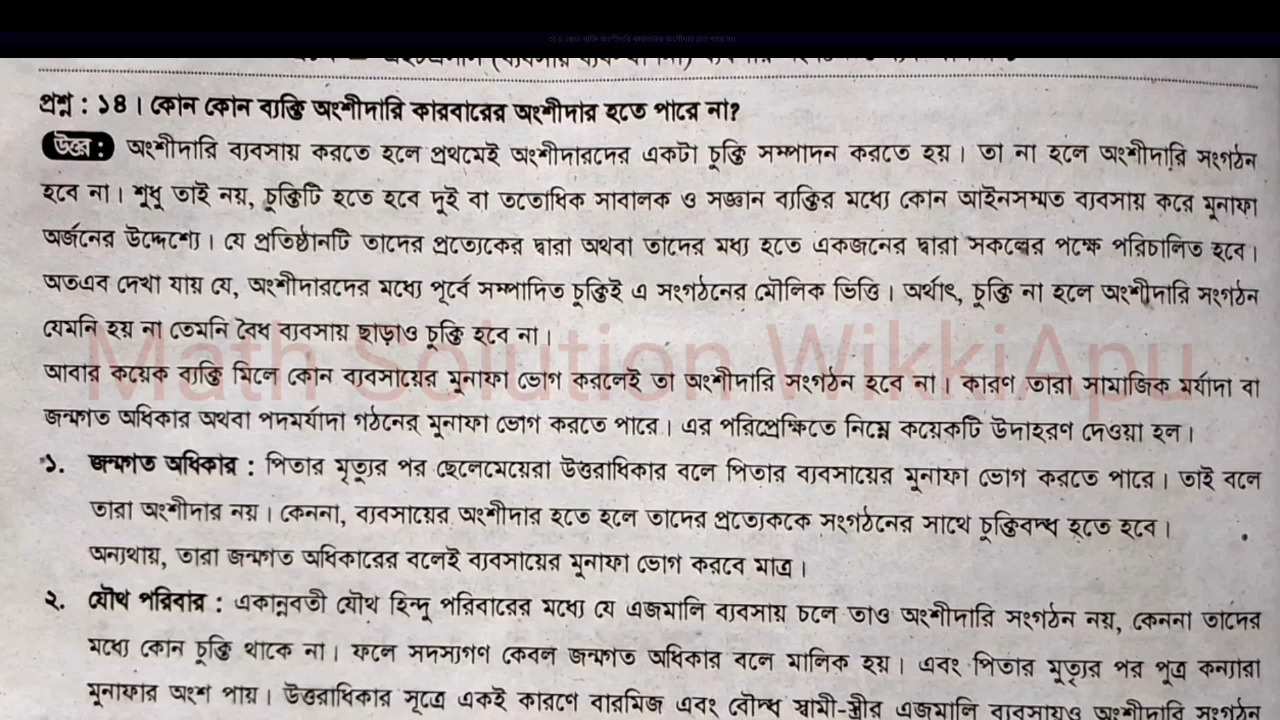 প্রশ্ন : ১৪। কোন কোন ব্যক্তি অংশীদারি কারবারের অংশীদার হতে পারে না?
উত্তর : অংশীদারি ব্যবসায় করতে হলে প্রথমেই অংশীদারদের একটা চুক্তি সম্পাদন করতে হয়। তা না হলে অংশীদারি সংগঠন
হবে না। শুধু তাই নয়, চুক্তিটি হতে হবে দুই বা ততোধিক সাবালক ও সজ্ঞান ব্যক্তির মধ্যে কোন আইনসম্মত ব্যবসায় করে মুনাফা
অর্জনের উদ্দেশ্যে। যে প্রতিষ্ঠানটি তাদের প্রত্যেকের দ্বারা অথবা তাদের মধ্য হতে একজনের দ্বারা সকলের পক্ষে পরিচালিত হবে।
অতএব দেখা যায় যে, অংশীদারদের মধ্যে পূর্বে সম্পাদিত চুক্তিই এ সংগঠনের মৌলিক ভিত্তি। অর্থাৎ, চুক্তি না হলে অংশীদারি সংগঠন
যেমনি হয় না তেমনি বৈধ ব্যবসায় ছাড়াও চুক্তি হবে না।
Math Solution WikkiApu
আবার কয়েক ব্যক্তি মিলে কোন ব্যবসায়ের মুনাফা ভোগ করলেই তা অংশীদারি সংগঠন হবে না। কারণ তারা সামাজিক মর্যাদা বা
জন্মগত অধিকার অথবা পদমর্যাদা গঠনের মুনাফা ভোগ করতে পারে। এর পরিপ্রেক্ষিতে নিম্নে কয়েকটি উদাহরণ দেওয়া হল।
১. জন্মগত অধিকার : পিতার মৃত্যুর পর ছেলেমেয়েরা উত্তরাধিকার বলে পিতার ব্যবসায়ের মুনাফা ভোগ করতে পারে। তাই বলে
তারা অংশীদার নয়। কেননা, ব্যবসায়ের অংশীদার হতে হলে তাদের প্রত্যেককে সংগঠনের সাথে চুক্তিবদ্ধ হতে হবে।
অন্যথায়, তারা জন্মগত অধিকারের বলেই ব্যবসায়ের মুনাফা ভোগ করবে মাত্র।
২. যৌথ পরিবার : একান্নবর্তী যৌথ হিন্দু পরিবারের মধ্যে যে এজমালি ব্যবসায় চলে তাও অংশীদারি সংগঠন নয়, কেননা তাদের
মধ্যে কোন চুক্তি থাকে না। ফলে সদস্যগণ কেবল জন্মগত অধিকার বলে মালিক হয়। এবং পিতার মৃত্যুর পর পুত্র কন্যারা
মুনাফার অংশ পায়। উত্তরাধিকার সূত্রে একই কারণে বারমিজ এবং বৌদ্ধ স্বামী-স্ত্রীর এজমালি ব্যবসায়ও অংশীদারি সংগঠন